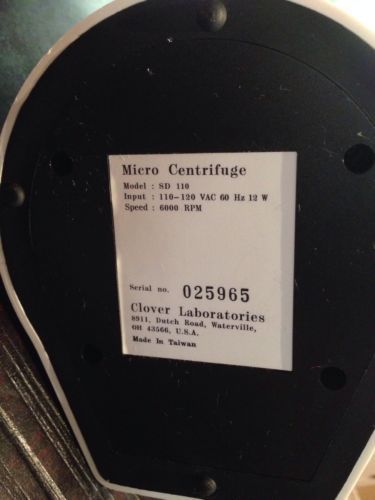 Micro Centrifuge
Model : SD 110
Input : 110-120 VAC 60 Hz 12 W
Speed : 6000 RPM
Serial no. 025965
Clover Laboratories
8911, Dutch Road, Waterville,
OH 43566, U.S.A.
Made In Taiwan